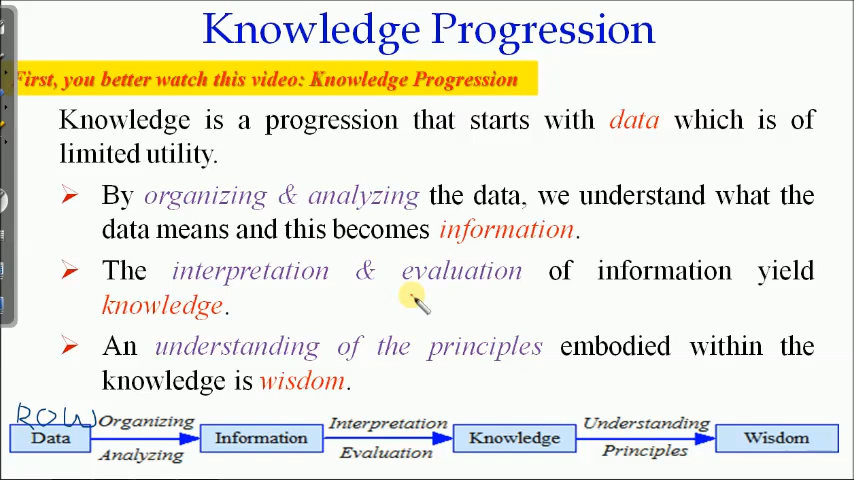 Knowledge Progression
First, you better watch this video: Knowledge Progression
Knowledge is a progression that starts with data which is of
limited utility.
➢ By organizing & analyzing the data, we understand what the
data means and this becomes information.
➢ The interpretation & evaluation of information yield
knowledge.
➢ An understanding of the principles embodied within the
knowledge is wisdom.
ROW
Organizing Interpretation Understanding
Data Information Knowledge Wisdom
Analyzing Evaluation Principles